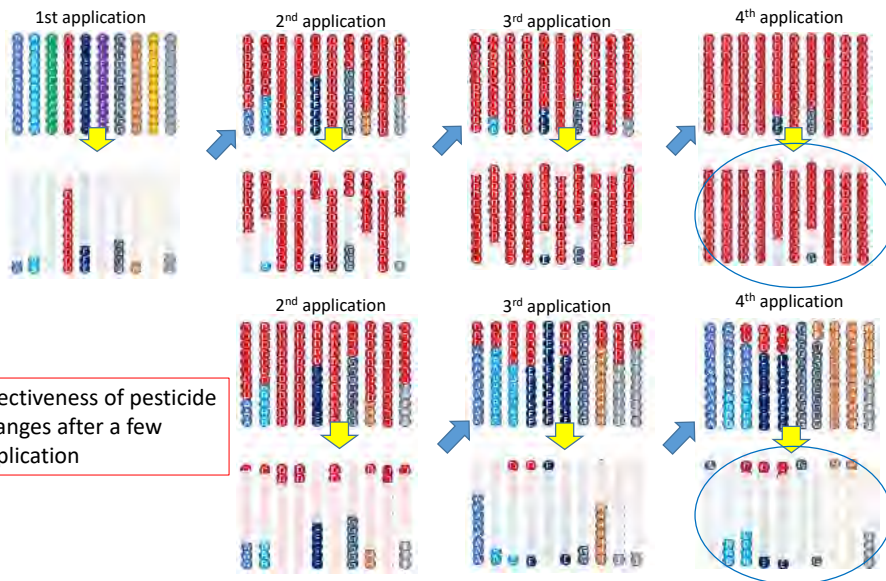 1st application
2nd application
3rd application
4th application
2nd application
3rd application
4th application
ectiveness of pesticide
anges after a few
plication